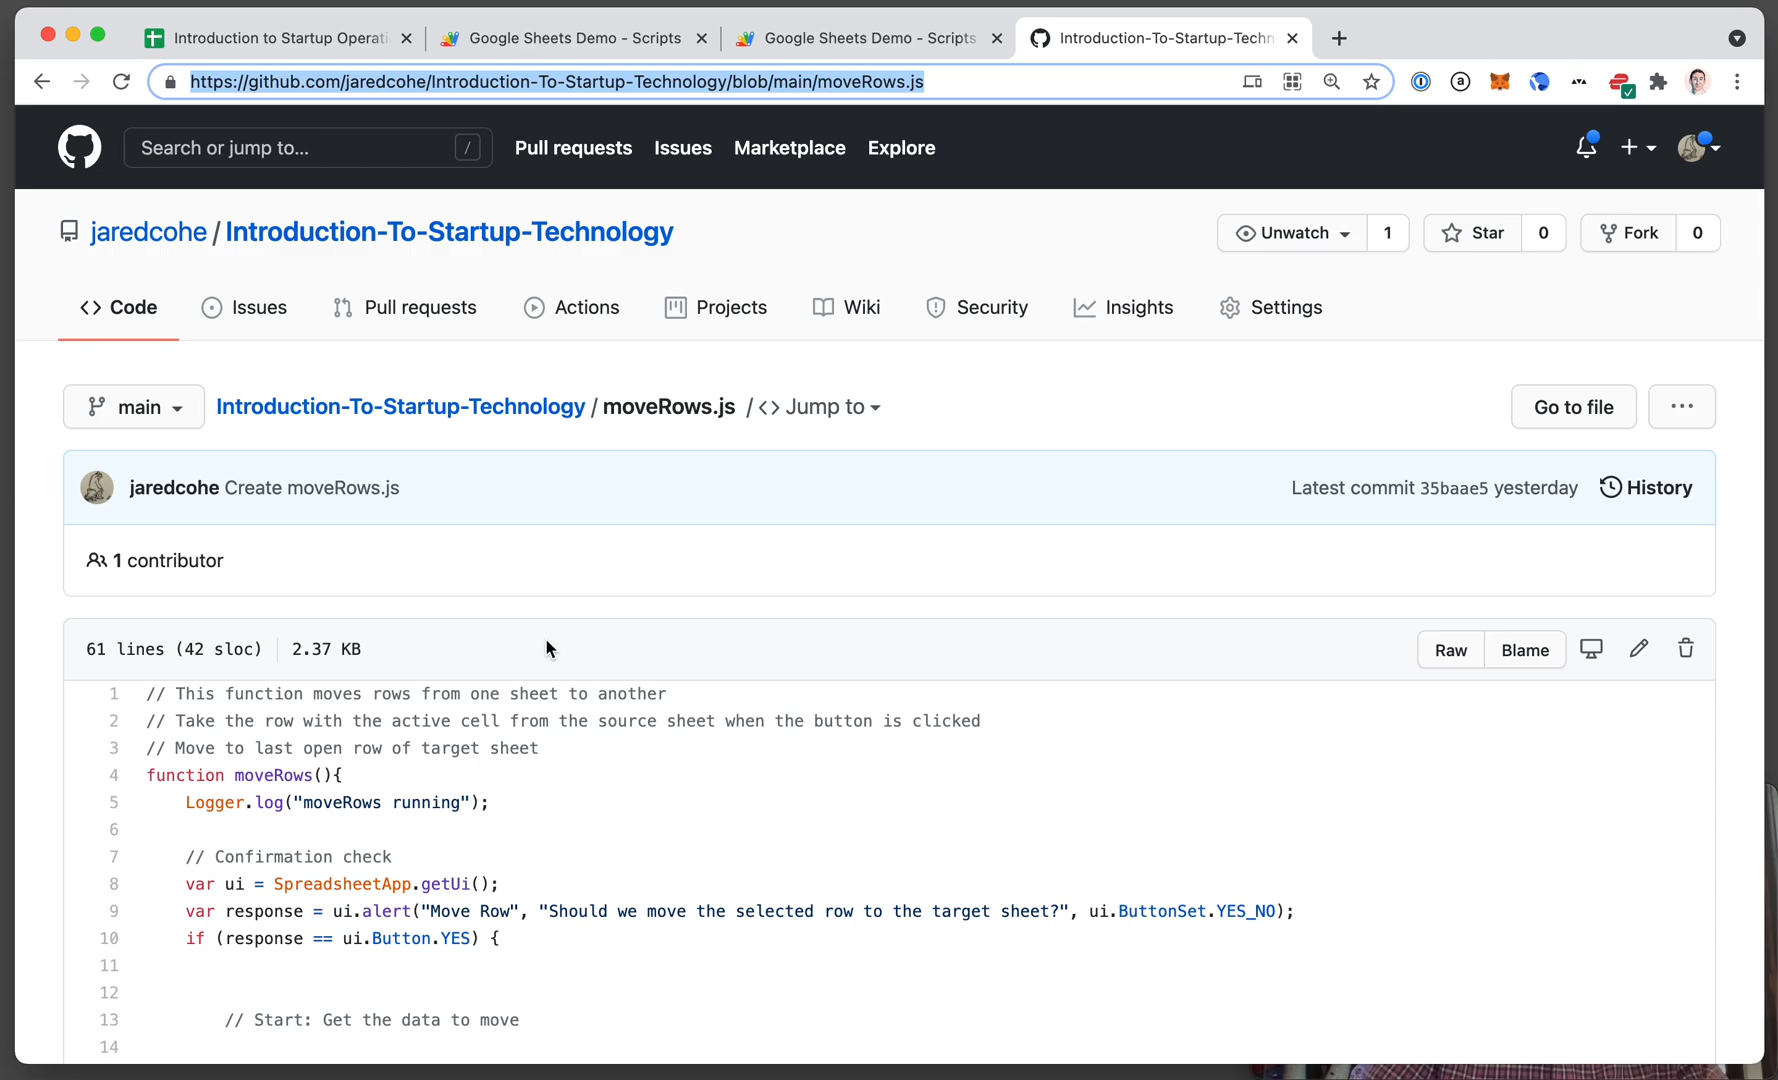 Introduction to Startup Operati
Google Sheets Demo - Scripts
Google Sheets Demo - Scripts
Introduction-To-Startup-Techn
https://github.com/jaredcohe/Introduction-To-Startup-Technology/blob/main/moveRows.js
Search or jump to... /
Pull requests Issues Marketplace Explore
jaredcohe / Introduction-To-Startup-Technology
Unwatch 1 Star 0 Fork 0
Code Issues Pull requests Actions Projects Wiki Security Insights Settings
main Introduction-To-Startup-Technology / moveRows.js / <> Jump to
Go to file ...
jaredcohe Create moveRows.js
Latest commit 35baae5 yesterday History
1 contributor
61 lines (42 sloc) 2.37 KB
Raw Blame
1 // This function moves rows from one sheet to another
2 // Take the row with the active cell from the source sheet when the button is clicked
3 // Move to last open row of target sheet
4 function moveRows(){
5 Logger.log("moveRows running");
6
7 // Confirmation check
8 var ui = SpreadsheetApp.getUi();
9 var response = ui.alert("Move Row", "Should we move the selected row to the target sheet?", ui.ButtonSet.YES_NO);
10 if (response == ui.Button.YES) {
11
12
13 // Start: Get the data to move
14